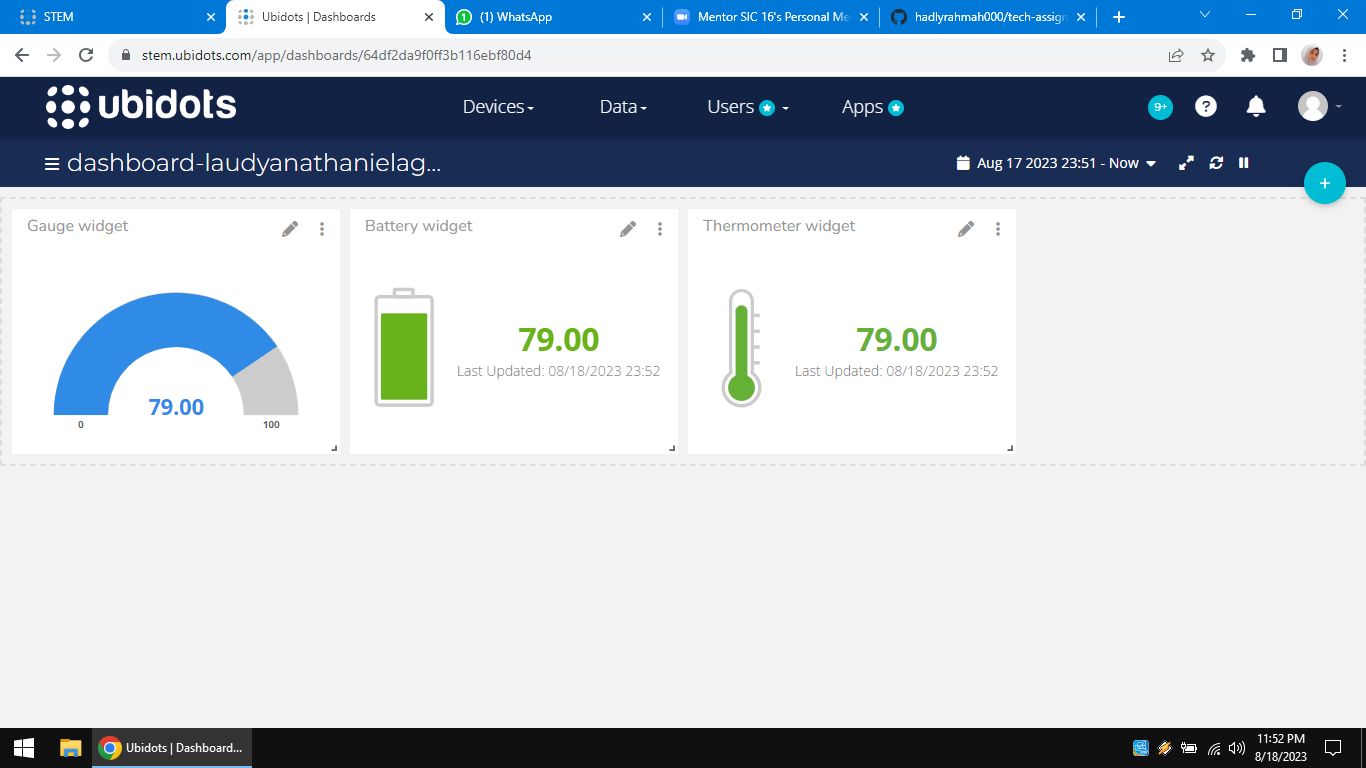 STEM
Ubidots | Dashboards
(1) WhatsApp
Mentor SIC 16's Personal Me
hadlyrahmah000/tech-assign
stem.ubidots.com/app/dashboards/64df2da9f0ff3b116ebf80d4
ubidots
Devices
Data
Users
Apps
9+
?
dashboard-laudyanathanielag...
Aug 17 2023 23:51 - Now
+
Gauge widget
79.00
0
100
Battery widget
79.00
Last Updated: 08/18/2023 23:52
Thermometer widget
79.00
Last Updated: 08/18/2023 23:52
Ubidots | Dashboard...
11:52 PM
8/18/2023